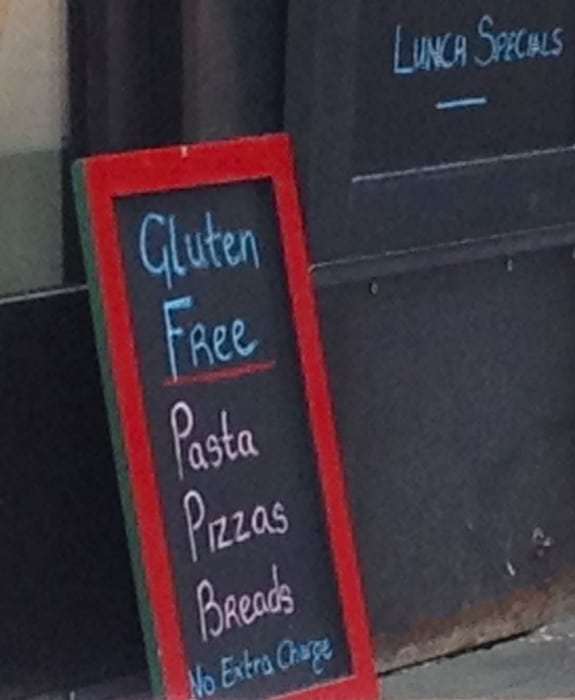 Lunch Specials
Gluten
Free
Pasta
Pizzas
Breads
No Extra Charge